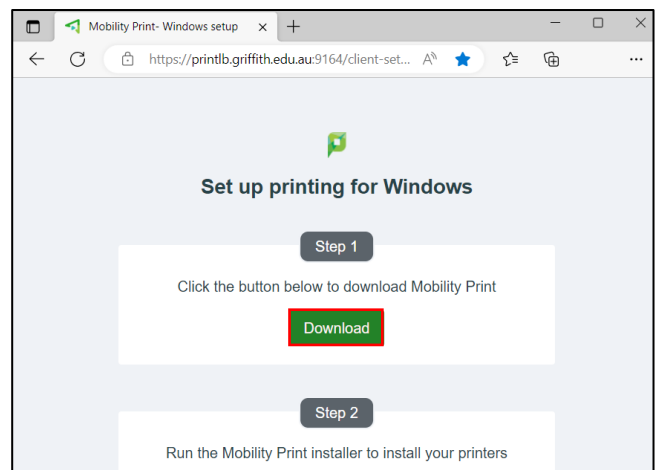 Mobility Print- Windows setup
https://printlb.griffith.edu.au:9164/client-set...
Set up printing for Windows
Step 1
Click the button below to download Mobility Print
Download
Step 2
Run the Mobility Print installer to install your printers